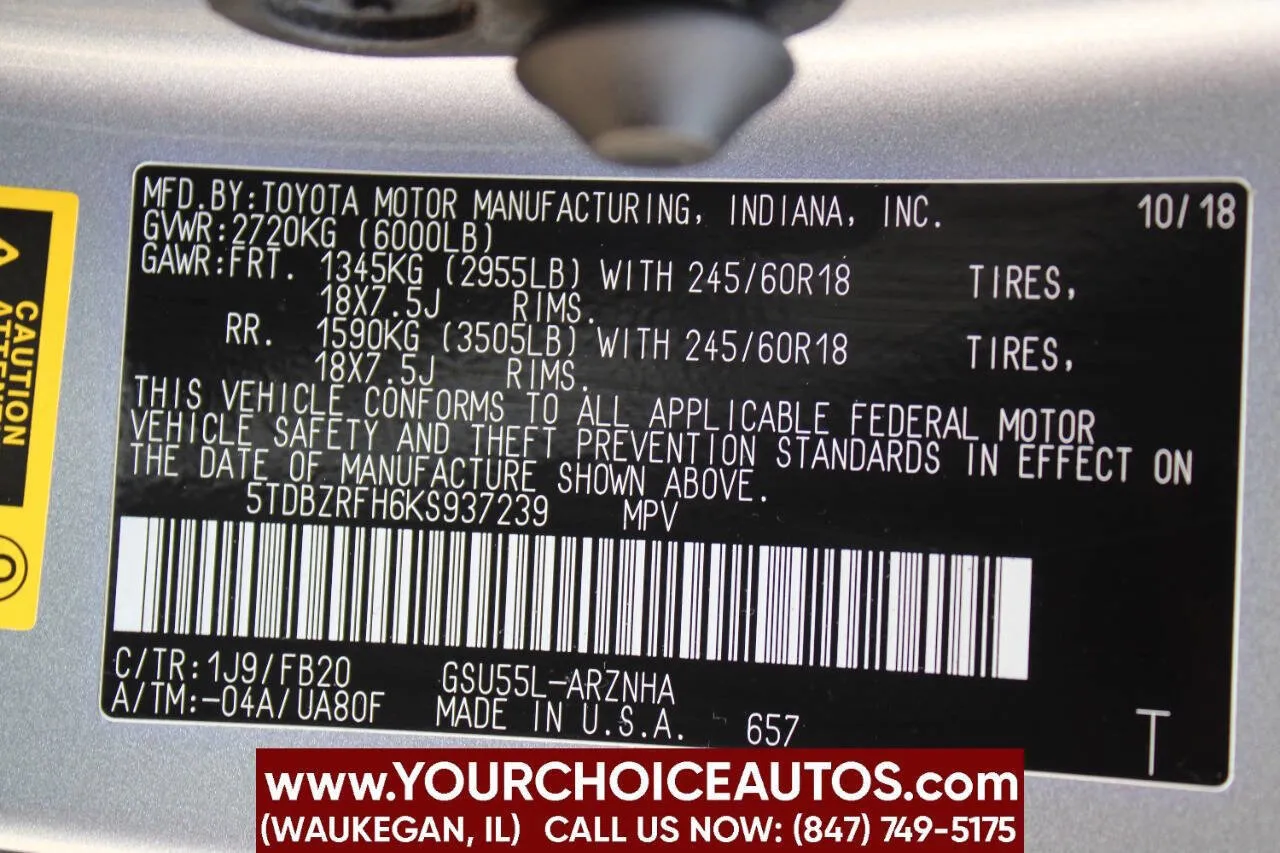 MFD.BY:TOYOTA MOTOR MANUFACTURING, INDIANA, INC. 10/18
GVWR:2720KG (6000LB)
GAWR:FRT. 1345KG (2955LB) WITH 245/60R18 TIRES,
18X7.5J RIMS.
RR. 1590KG (3505LB) WITH 245/60R18 TIRES,
18X7.5J RIMS.
THIS VEHICLE CONFORMS TO ALL APPLICABLE FEDERAL MOTOR
VEHICLE SAFETY AND THEFT PREVENTION STANDARDS IN EFFECT ON
THE DATE OF MANUFACTURE SHOWN ABOVE.
5TDBZRFH6KS937239 MPV
C/TR:1J9/FB20 GSU55L-ARZNHA
A/TM:-04A/UA80F MADE IN U.S.A. 657 T
CAUTION
www.YOURCHOICEAUTOS.com
(WAUKEGAN, IL) CALL US NOW: (847) 749-5175